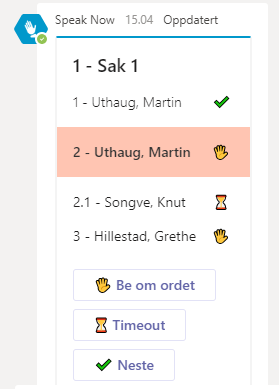 Speak Now 15.04 Oppdatert
1 - Sak 1
1 - Uthaug, Martin
2 - Uthaug, Martin
2.1 - Songve, Knut
3 - Hillestad, Grethe
Be om ordet
Timeout
Neste